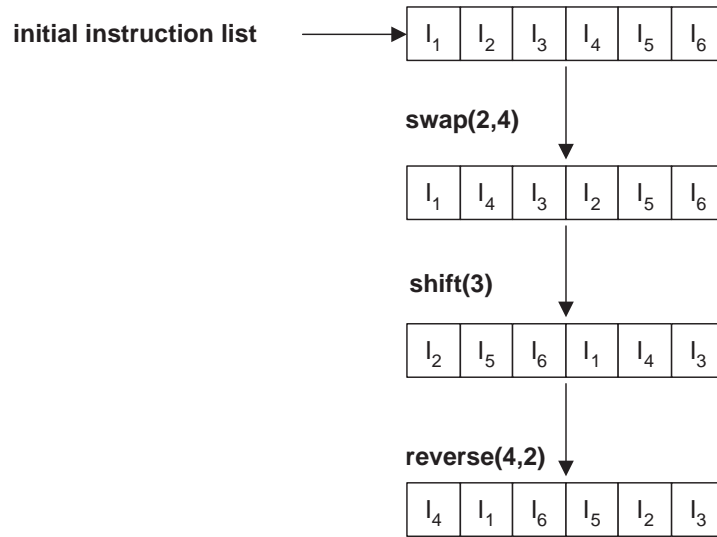 initial instruction list I₁ I₂ I₃ I₄ I₅ I₆
swap(2,4)
I₁ I₄ I₃ I₂ I₅ I₆
shift(3)
I₂ I₅ I₆ I₁ I₄ I₃
reverse(4,2)
I₄ I₁ I₆ I₅ I₂ I₃